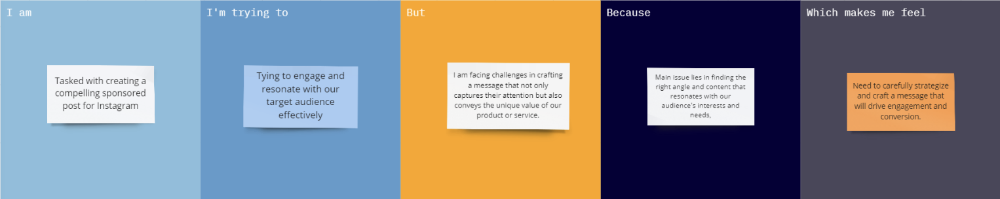 I am
Tasked with creating a
compelling sponsored
post for Instagram
I'm trying to
Tying to engage and
resonate with our
target audience
effectively
But
I am facing challenges in crafting
a message that not only
captures their attention but also
conveys the unique value of our
product or service.
Because
Main issue lies in finding the
right angle and content that
resonates with our
audience's interests and
needs,
Which makes me feel
Need to carefully strategize
and craft a message that
will drive engagement and
conversion.